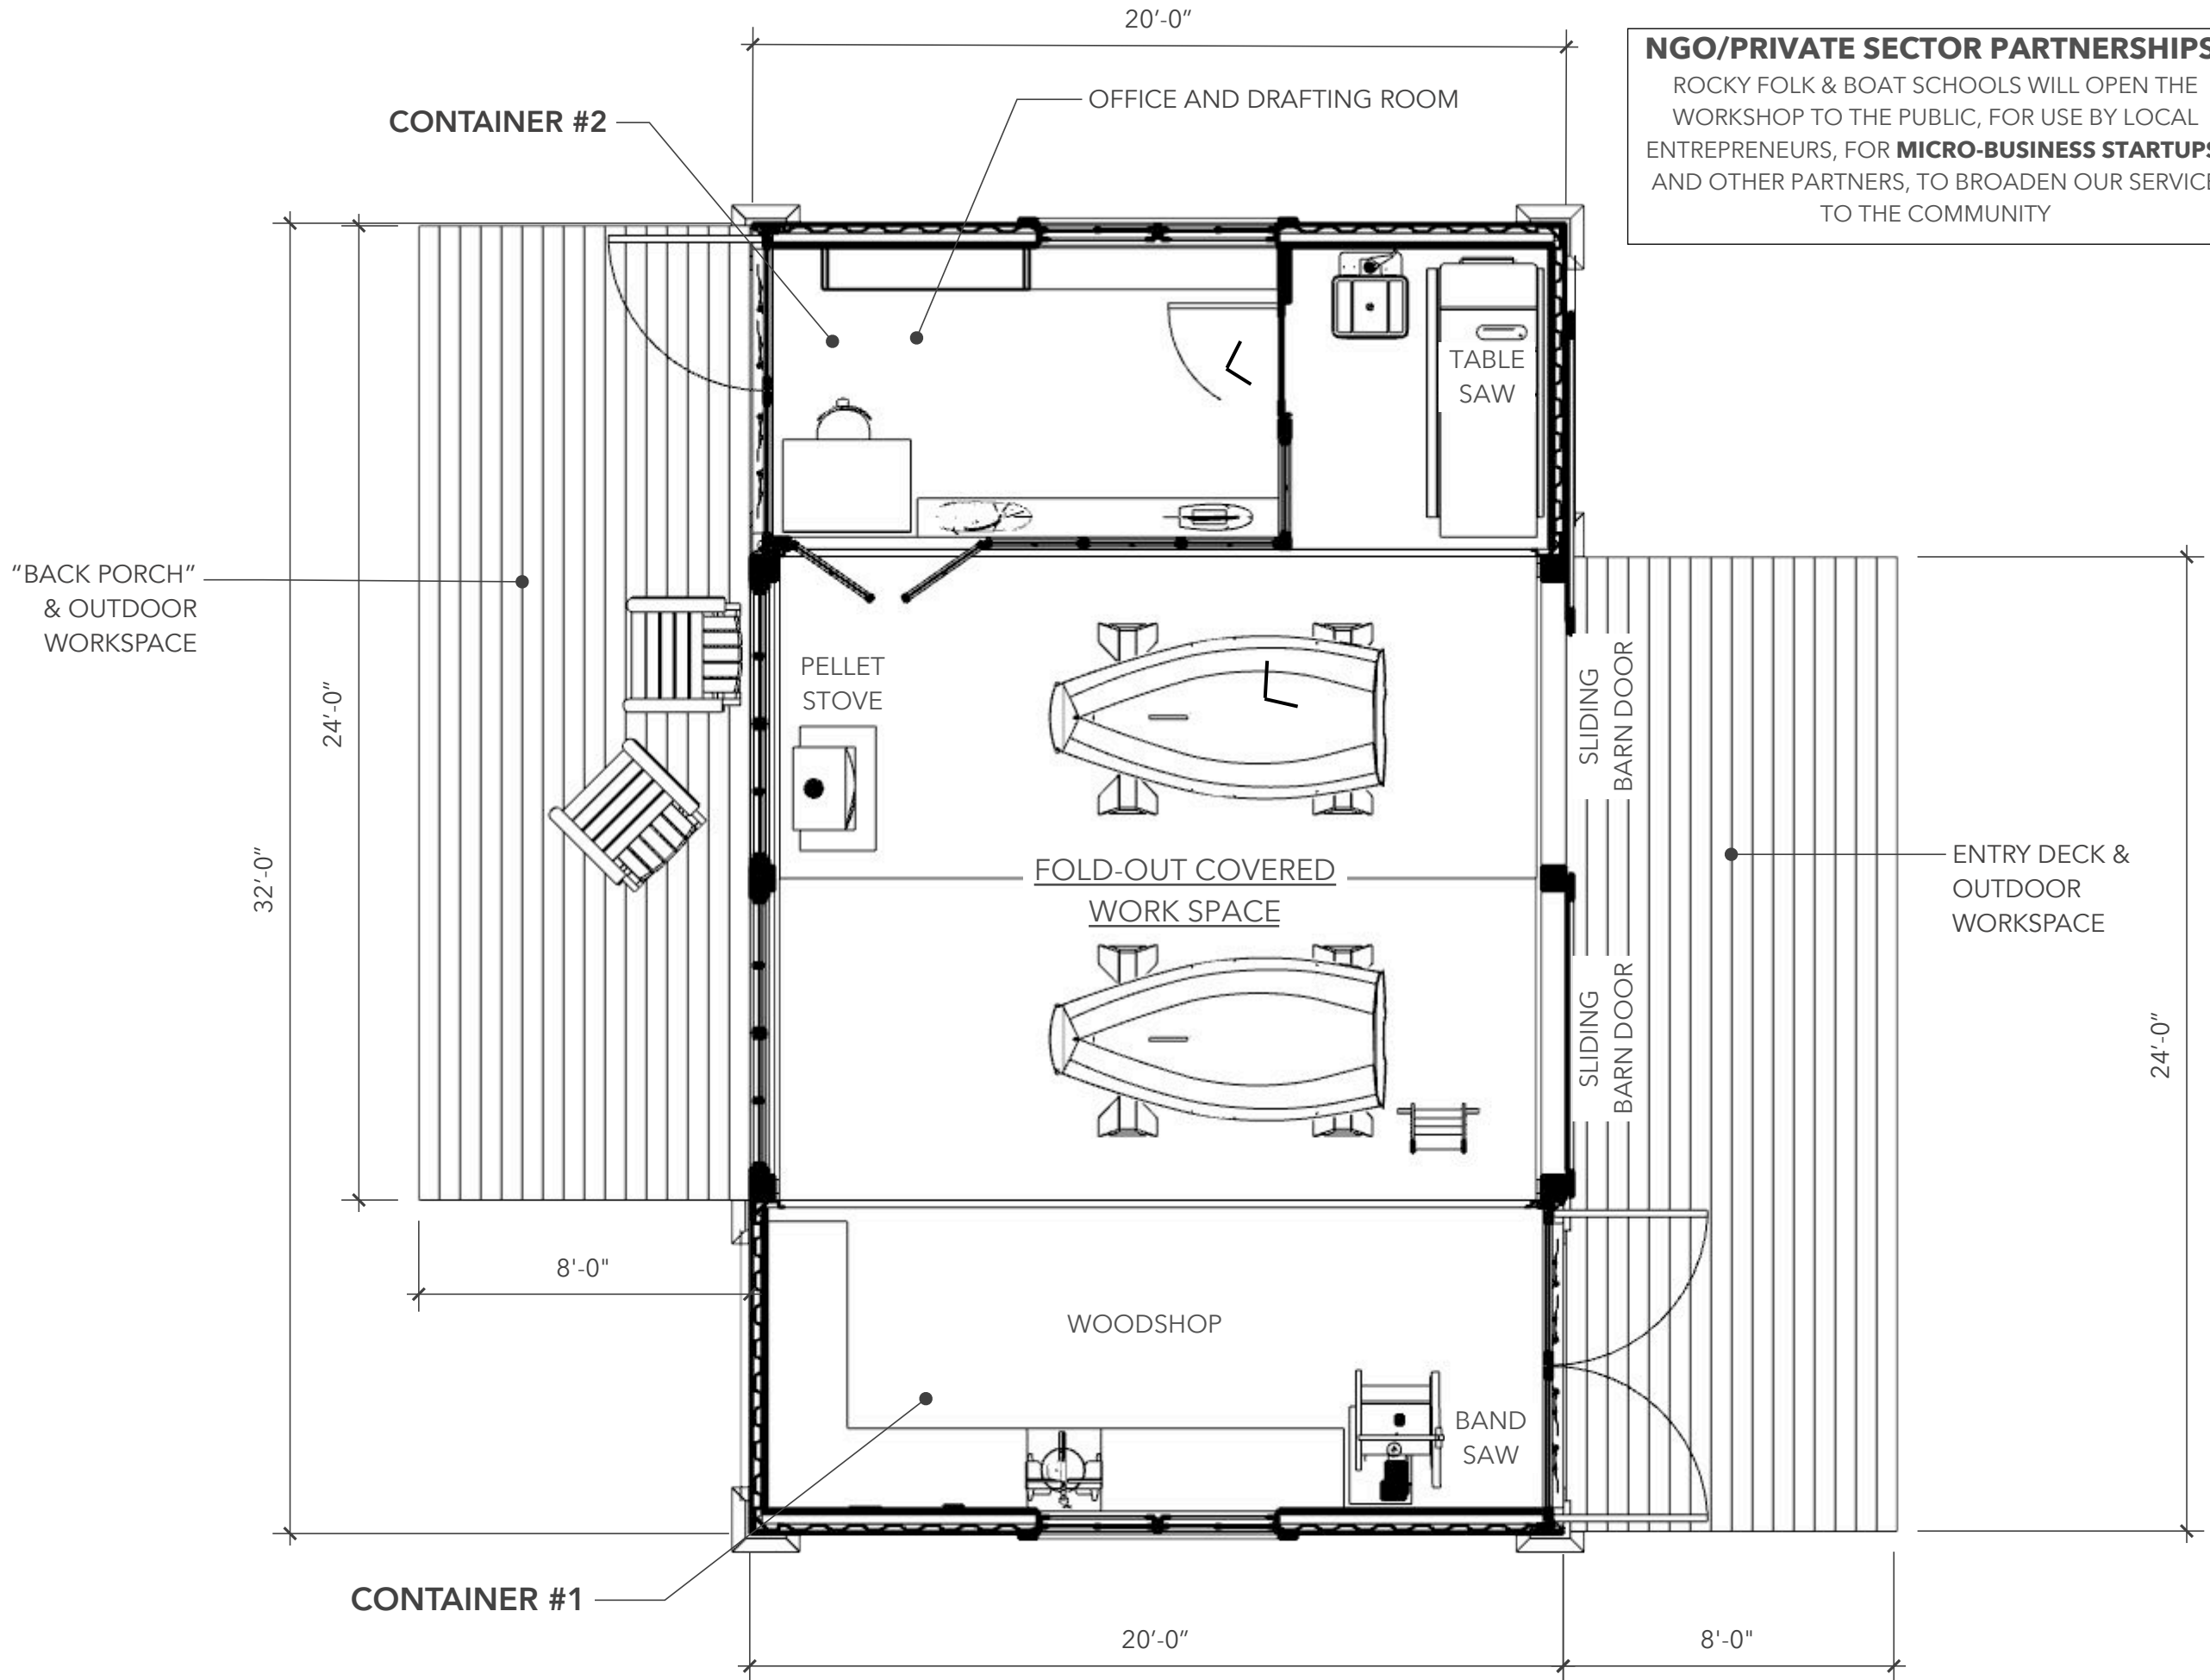 20'-0"
NGO/PRIVATE SECTOR PARTNERSHIPS
ROCKY FOLK & BOAT SCHOOLS WILL OPEN THE
WORKSHOP TO THE PUBLIC, FOR USE BY LOCAL
ENTREPRENEURS, FOR MICRO-BUSINESS STARTUPS
AND OTHER PARTNERS, TO BROADEN OUR SERVICE
TO THE COMMUNITY
OFFICE AND DRAFTING ROOM
CONTAINER #2
TABLE
SAW
"BACK PORCH"
& OUTDOOR
WORKSPACE
24'-0"
32'-0"
PELLET
STOVE
SLIDING
BARN DOOR
FOLD-OUT COVERED
WORK SPACE
ENTRY DECK &
OUTDOOR
WORKSPACE
SLIDING
BARN DOOR
24'-0"
8'-0"
WOODSHOP
BAND
SAW
CONTAINER #1
20'-0"
8'-0"